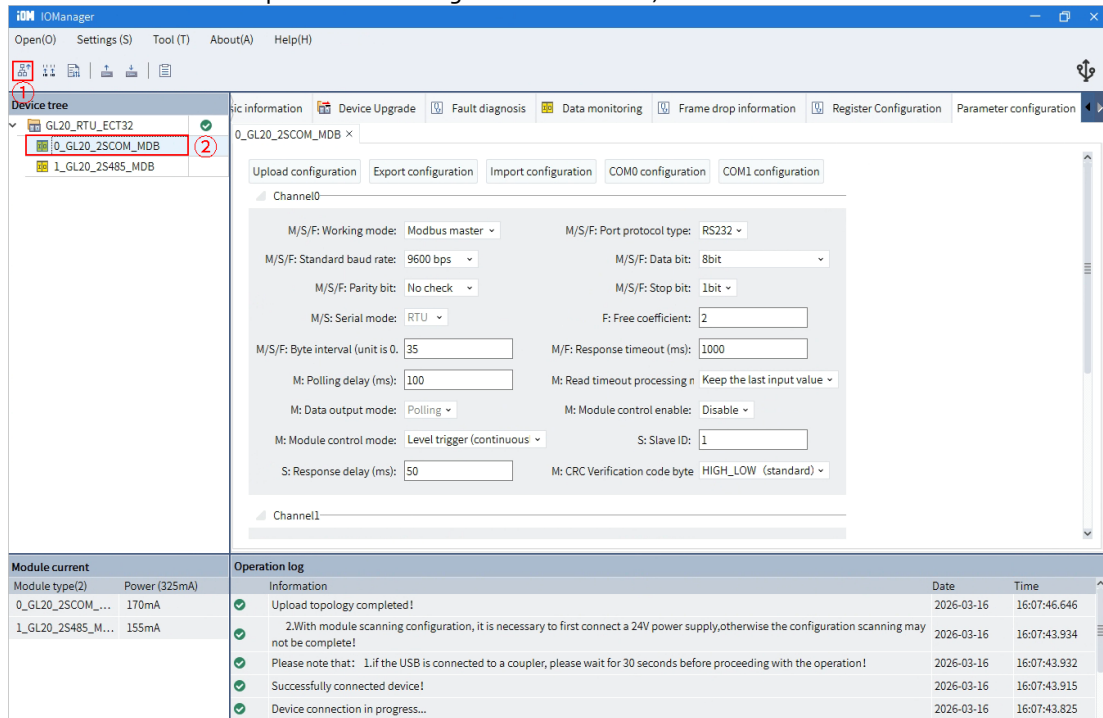 iOM IOManager
Open(O) Settings (S) Tool (T) About(A) Help(H)
①
Device tree
GL20_RTU_ECT32
0_GL20_2SCOM_MDB
②
1_GL20_2S485_MDB
sic information Device Upgrade Fault diagnosis Data monitoring Frame drop information Register Configuration Parameter configuration
0_GL20_2SCOM_MDB ×
Upload configuration Export configuration Import configuration COM0 configuration COM1 configuration
Channel0
M/S/F: Working mode: Modbus master M/S/F: Port protocol type: RS232
M/S/F: Standard baud rate: 9600 bps M/S/F: Data bit: 8bit
M/S/F: Parity bit: No check M/S/F: Stop bit: 1bit
M/S: Serial mode: RTU F: Free coefficient: 2
M/S/F: Byte interval (unit is 0. 35 M/F: Response timeout (ms): 1000
M: Polling delay (ms): 100 M: Read timeout processing n Keep the last input value
M: Data output mode: Polling M: Module control enable: Disable
M: Module control mode: Level trigger (continuous S: Slave ID: 1
S: Response delay (ms): 50 M: CRC Verification code byte HIGH_LOW (standard)
Channel1
Module current
Module type(2) Power (325mA)
0_GL20_2SCOM_... 170mA
1_GL20_2S485_M... 155mA
Operation log
Information Date Time
Upload topology completed! 2026-03-16 16:07:46.646
2.With module scanning configuration, it is necessary to first connect a 24V power supply,otherwise the configuration scanning may
not be complete! 2026-03-16 16:07:43.934
Please note that: 1.if the USB is connected to a coupler, please wait for 30 seconds before proceeding with the operation! 2026-03-16 16:07:43.932
Successfully connected device! 2026-03-16 16:07:43.915
Device connection in progress... 2026-03-16 16:07:43.825